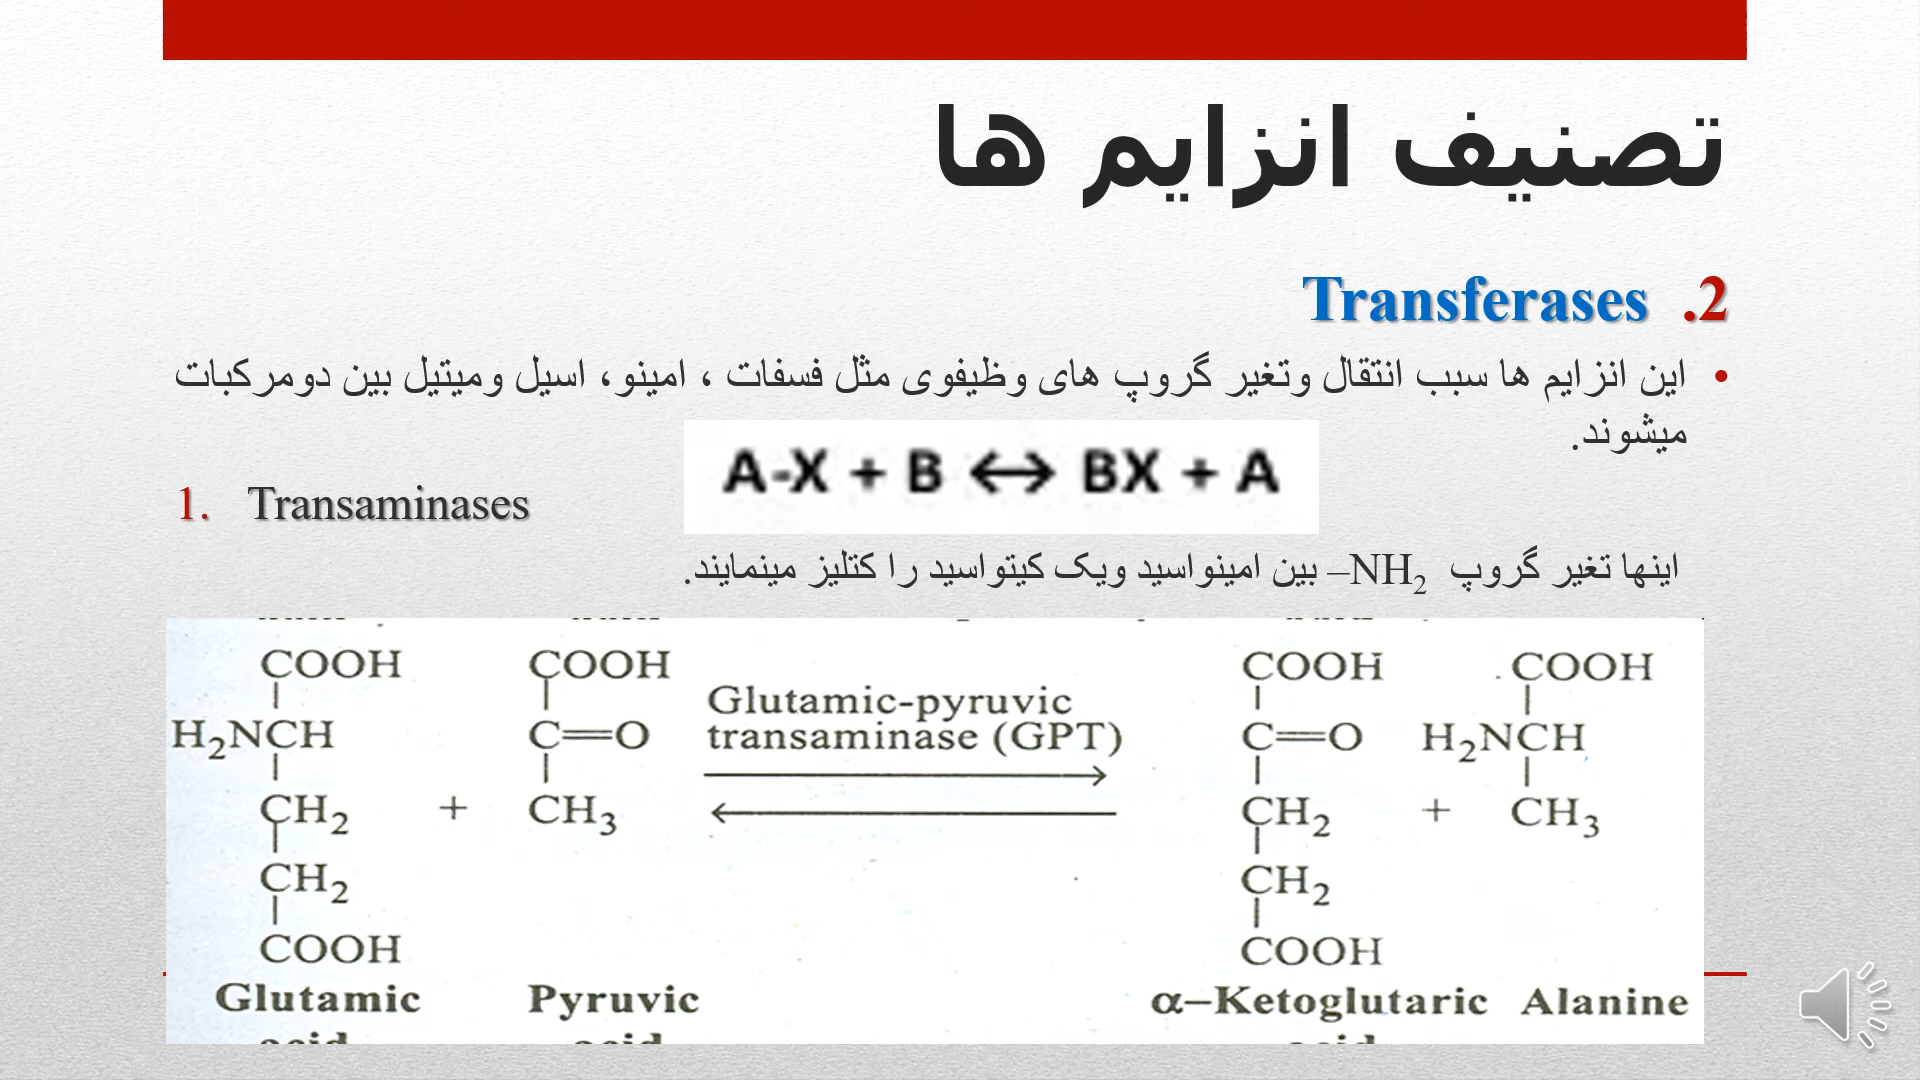 تصنیف انزایم ها
2. Transferases
• این انزایم ها سبب انتقال وتغیر گروپ های وظیفوی مثل فسفات ، امینو، اسیل ومیتیل بین دومرکبات
میشوند.
A-X + B ↔ BX + A
1. Transaminases
اینها تغیر گروپ –NH₂ بین امینواسید ویک کیتواسید را کتلیز مینمایند.
COOH COOH COOH COOH
Glutamic-pyruvic
H₂NCH C=O transaminase (GPT) C=O H₂NCH
CH₂ + CH₃ CH₂ + CH₃
CH₂ CH₂
COOH COOH
Glutamic Pyruvic α–Ketoglutaric Alanine
acid acid acid